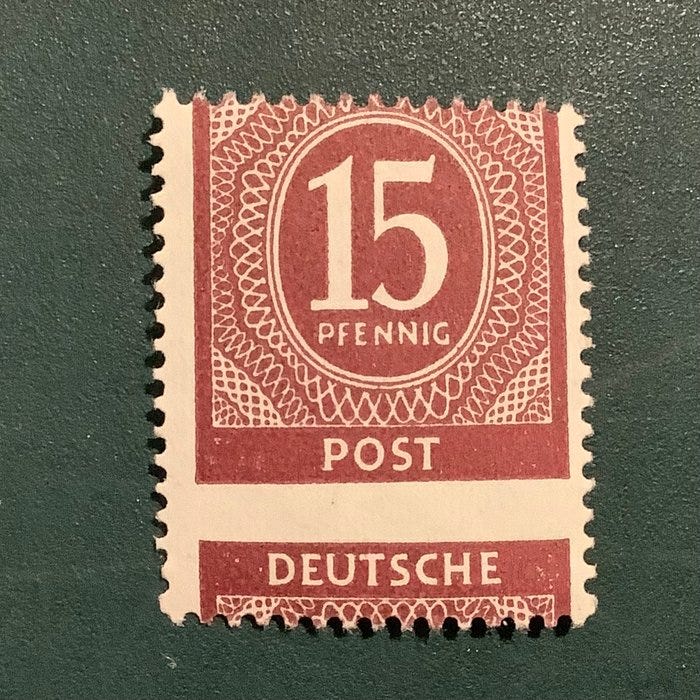 15
PFENNIG
POST
DEUTSCHE